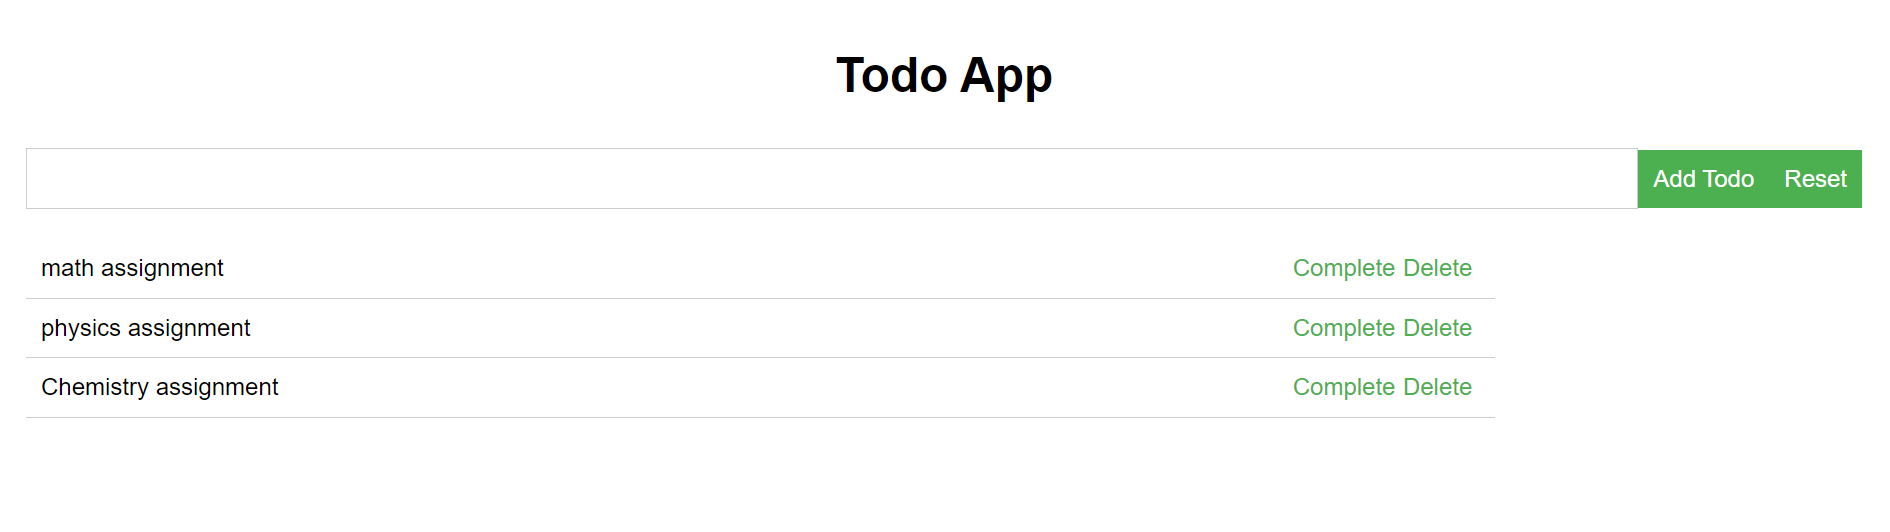 Todo App
Add Todo Reset
math assignment Complete Delete
physics assignment Complete Delete
Chemistry assignment Complete Delete